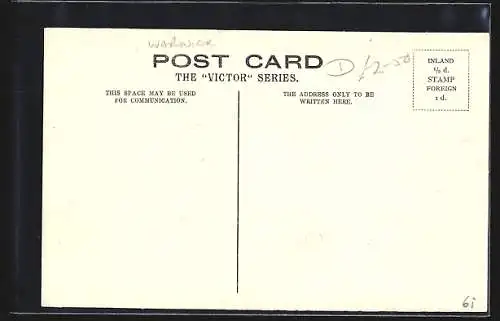 WARWICK
POST CARD
D £2-50
THE "VICTOR" SERIES.
THIS SPACE MAY BE USED
FOR COMMUNICATION.
THE ADDRESS ONLY TO BE
WRITTEN HERE.
INLAND
½ d.
STAMP
FOREIGN
1 d.
6i